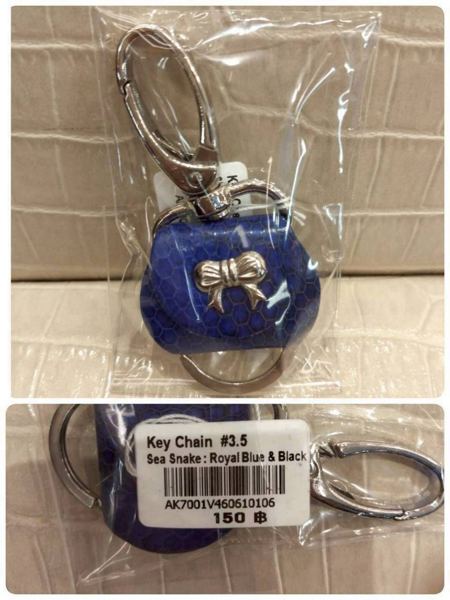 Key Chain #3.5
Sea Snake : Royal Blue & Black
AK7001V460610106
150 ฿